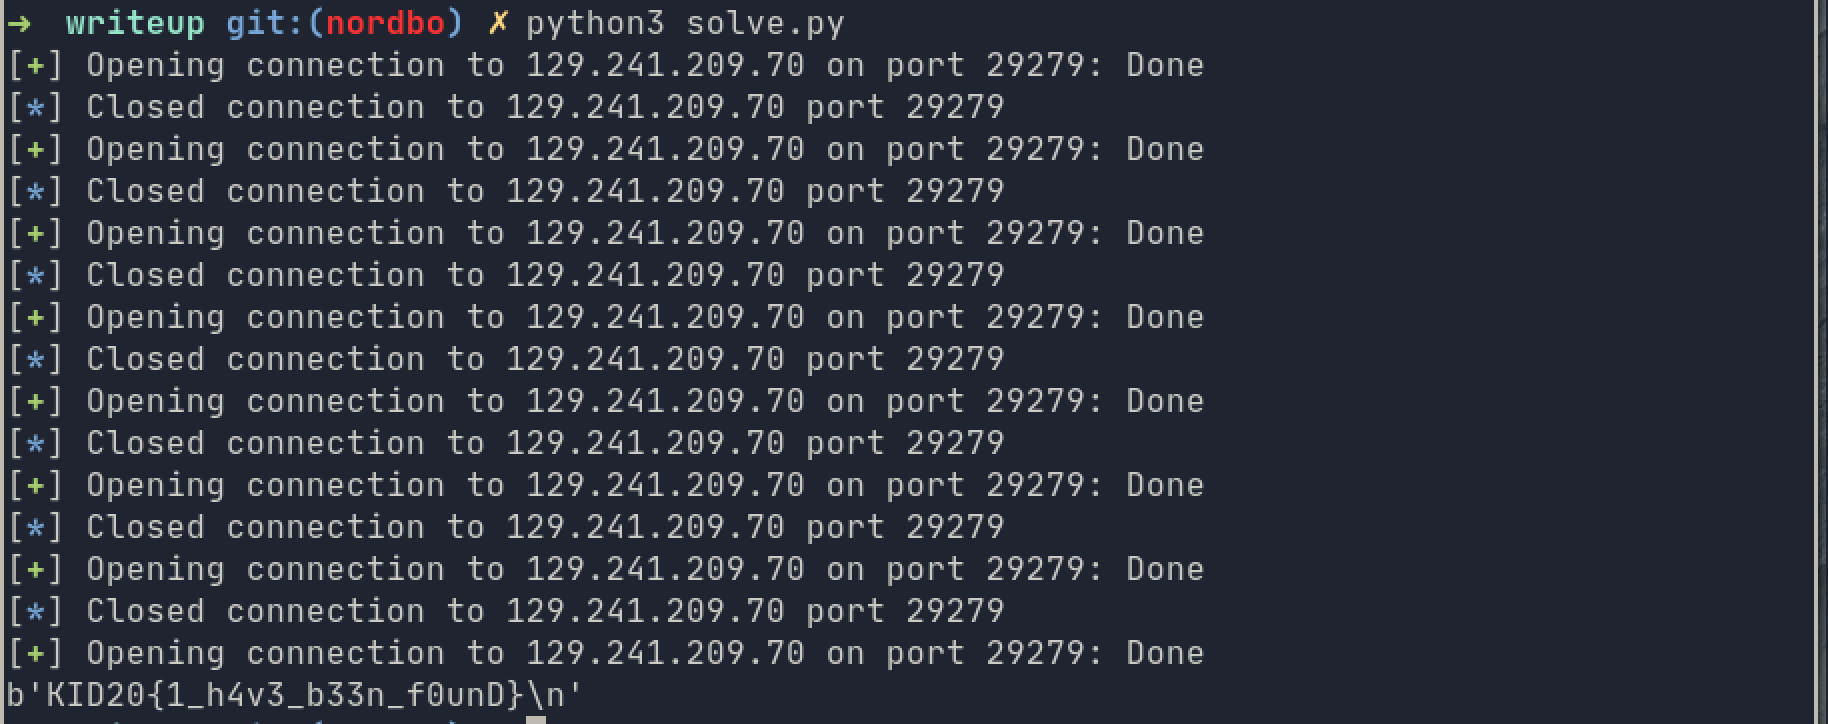 → writeup git:(nordbo) ✗ python3 solve.py
[+] Opening connection to 129.241.209.70 on port 29279: Done
[*] Closed connection to 129.241.209.70 port 29279
[+] Opening connection to 129.241.209.70 on port 29279: Done
[*] Closed connection to 129.241.209.70 port 29279
[+] Opening connection to 129.241.209.70 on port 29279: Done
[*] Closed connection to 129.241.209.70 port 29279
[+] Opening connection to 129.241.209.70 on port 29279: Done
[*] Closed connection to 129.241.209.70 port 29279
[+] Opening connection to 129.241.209.70 on port 29279: Done
[*] Closed connection to 129.241.209.70 port 29279
[+] Opening connection to 129.241.209.70 on port 29279: Done
[*] Closed connection to 129.241.209.70 port 29279
[+] Opening connection to 129.241.209.70 on port 29279: Done
[*] Closed connection to 129.241.209.70 port 29279
[+] Opening connection to 129.241.209.70 on port 29279: Done
b'KID20{1_h4v3_b33n_f0unD}\n'